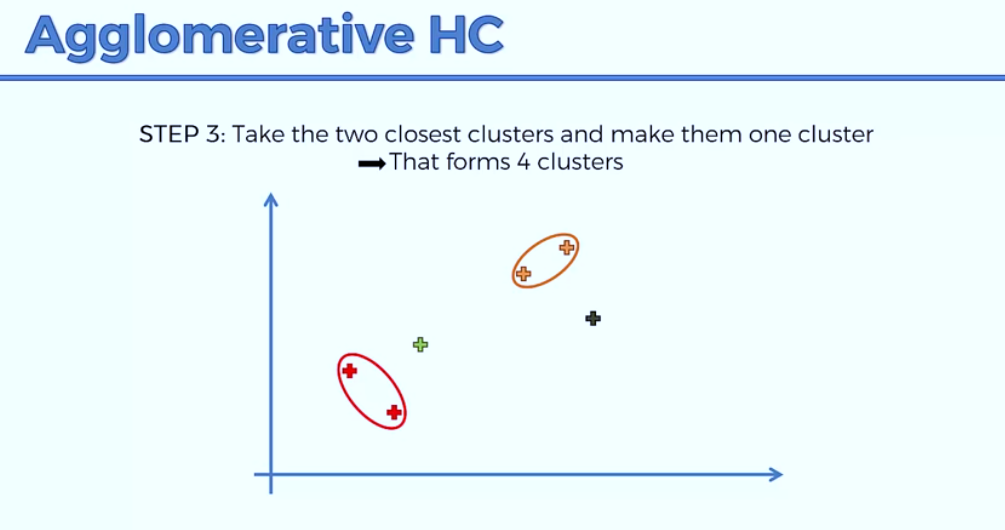 Agglomerative HC
STEP 3: Take the two closest clusters and make them one cluster
➡That forms 4 clusters